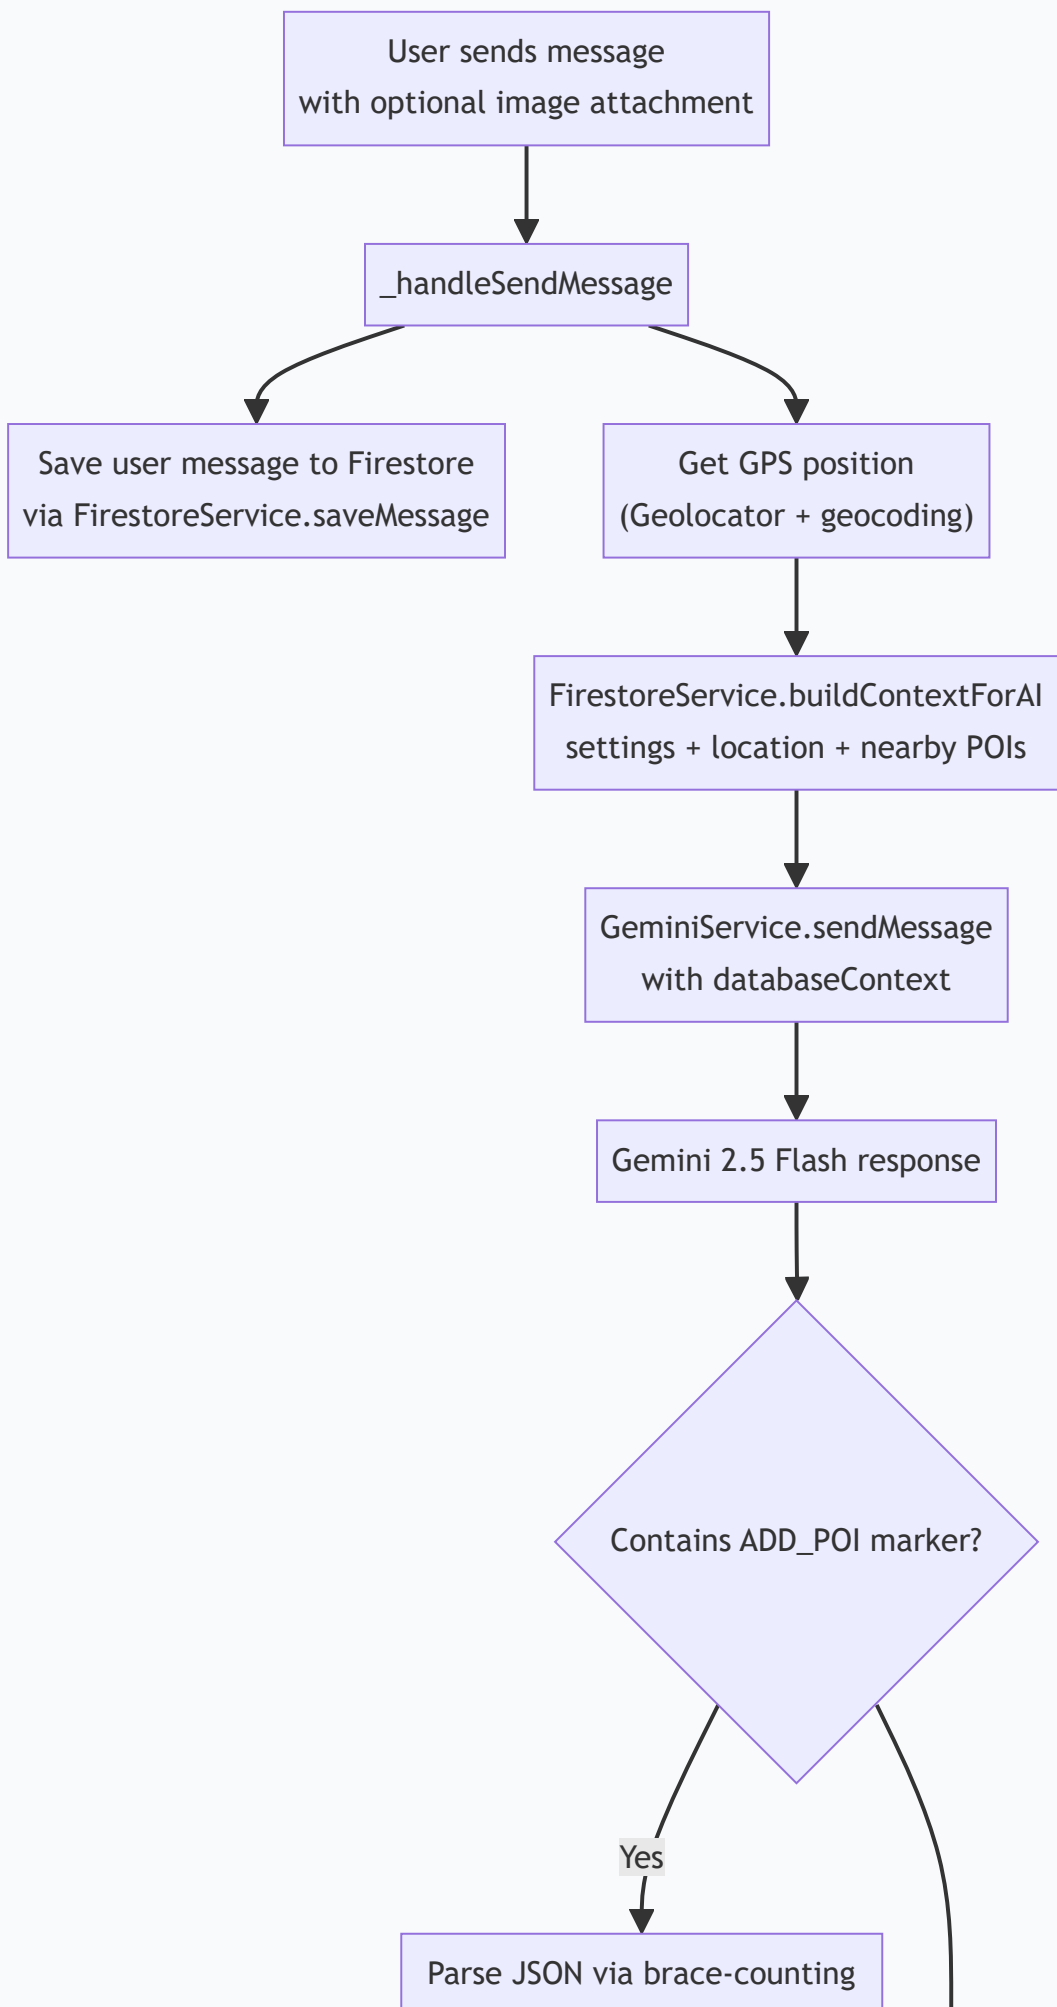 User sends message
with optional image attachment
_handleSendMessage
Save user message to Firestore
via FirestoreService.saveMessage
Get GPS position
(Geolocator + geocoding)
FirestoreService.buildContextForAI
settings + location + nearby POIs
GeminiService.sendMessage
with databaseContext
Gemini 2.5 Flash response
Contains ADD_POI marker?
Yes
Parse JSON via brace-counting